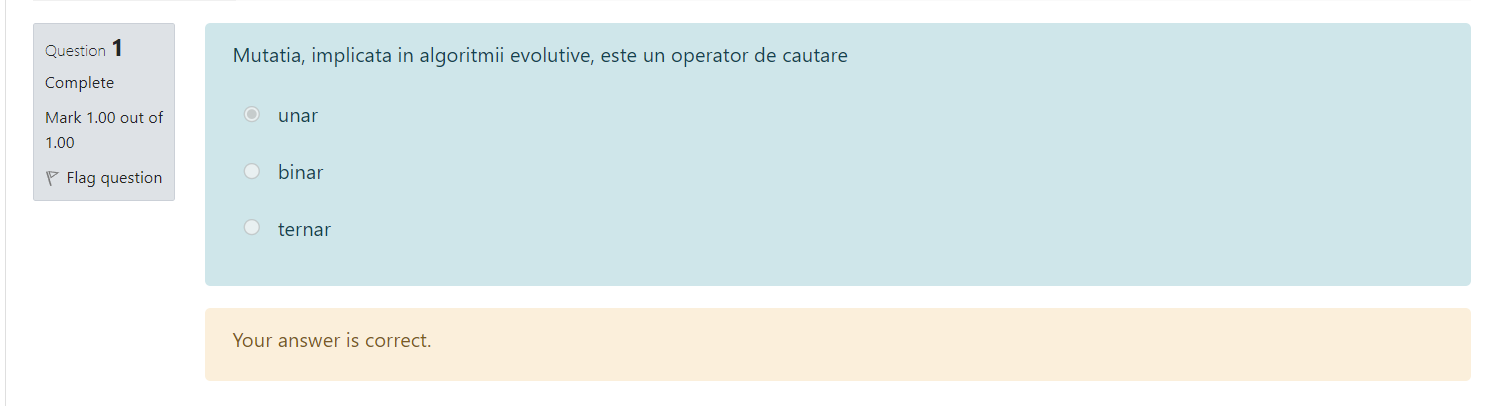 Question 1
Complete
Mark 1.00 out of
1.00
Flag question
Mutatia, implicata in algoritmii evolutive, este un operator de cautare
unar
binar
ternar
Your answer is correct.